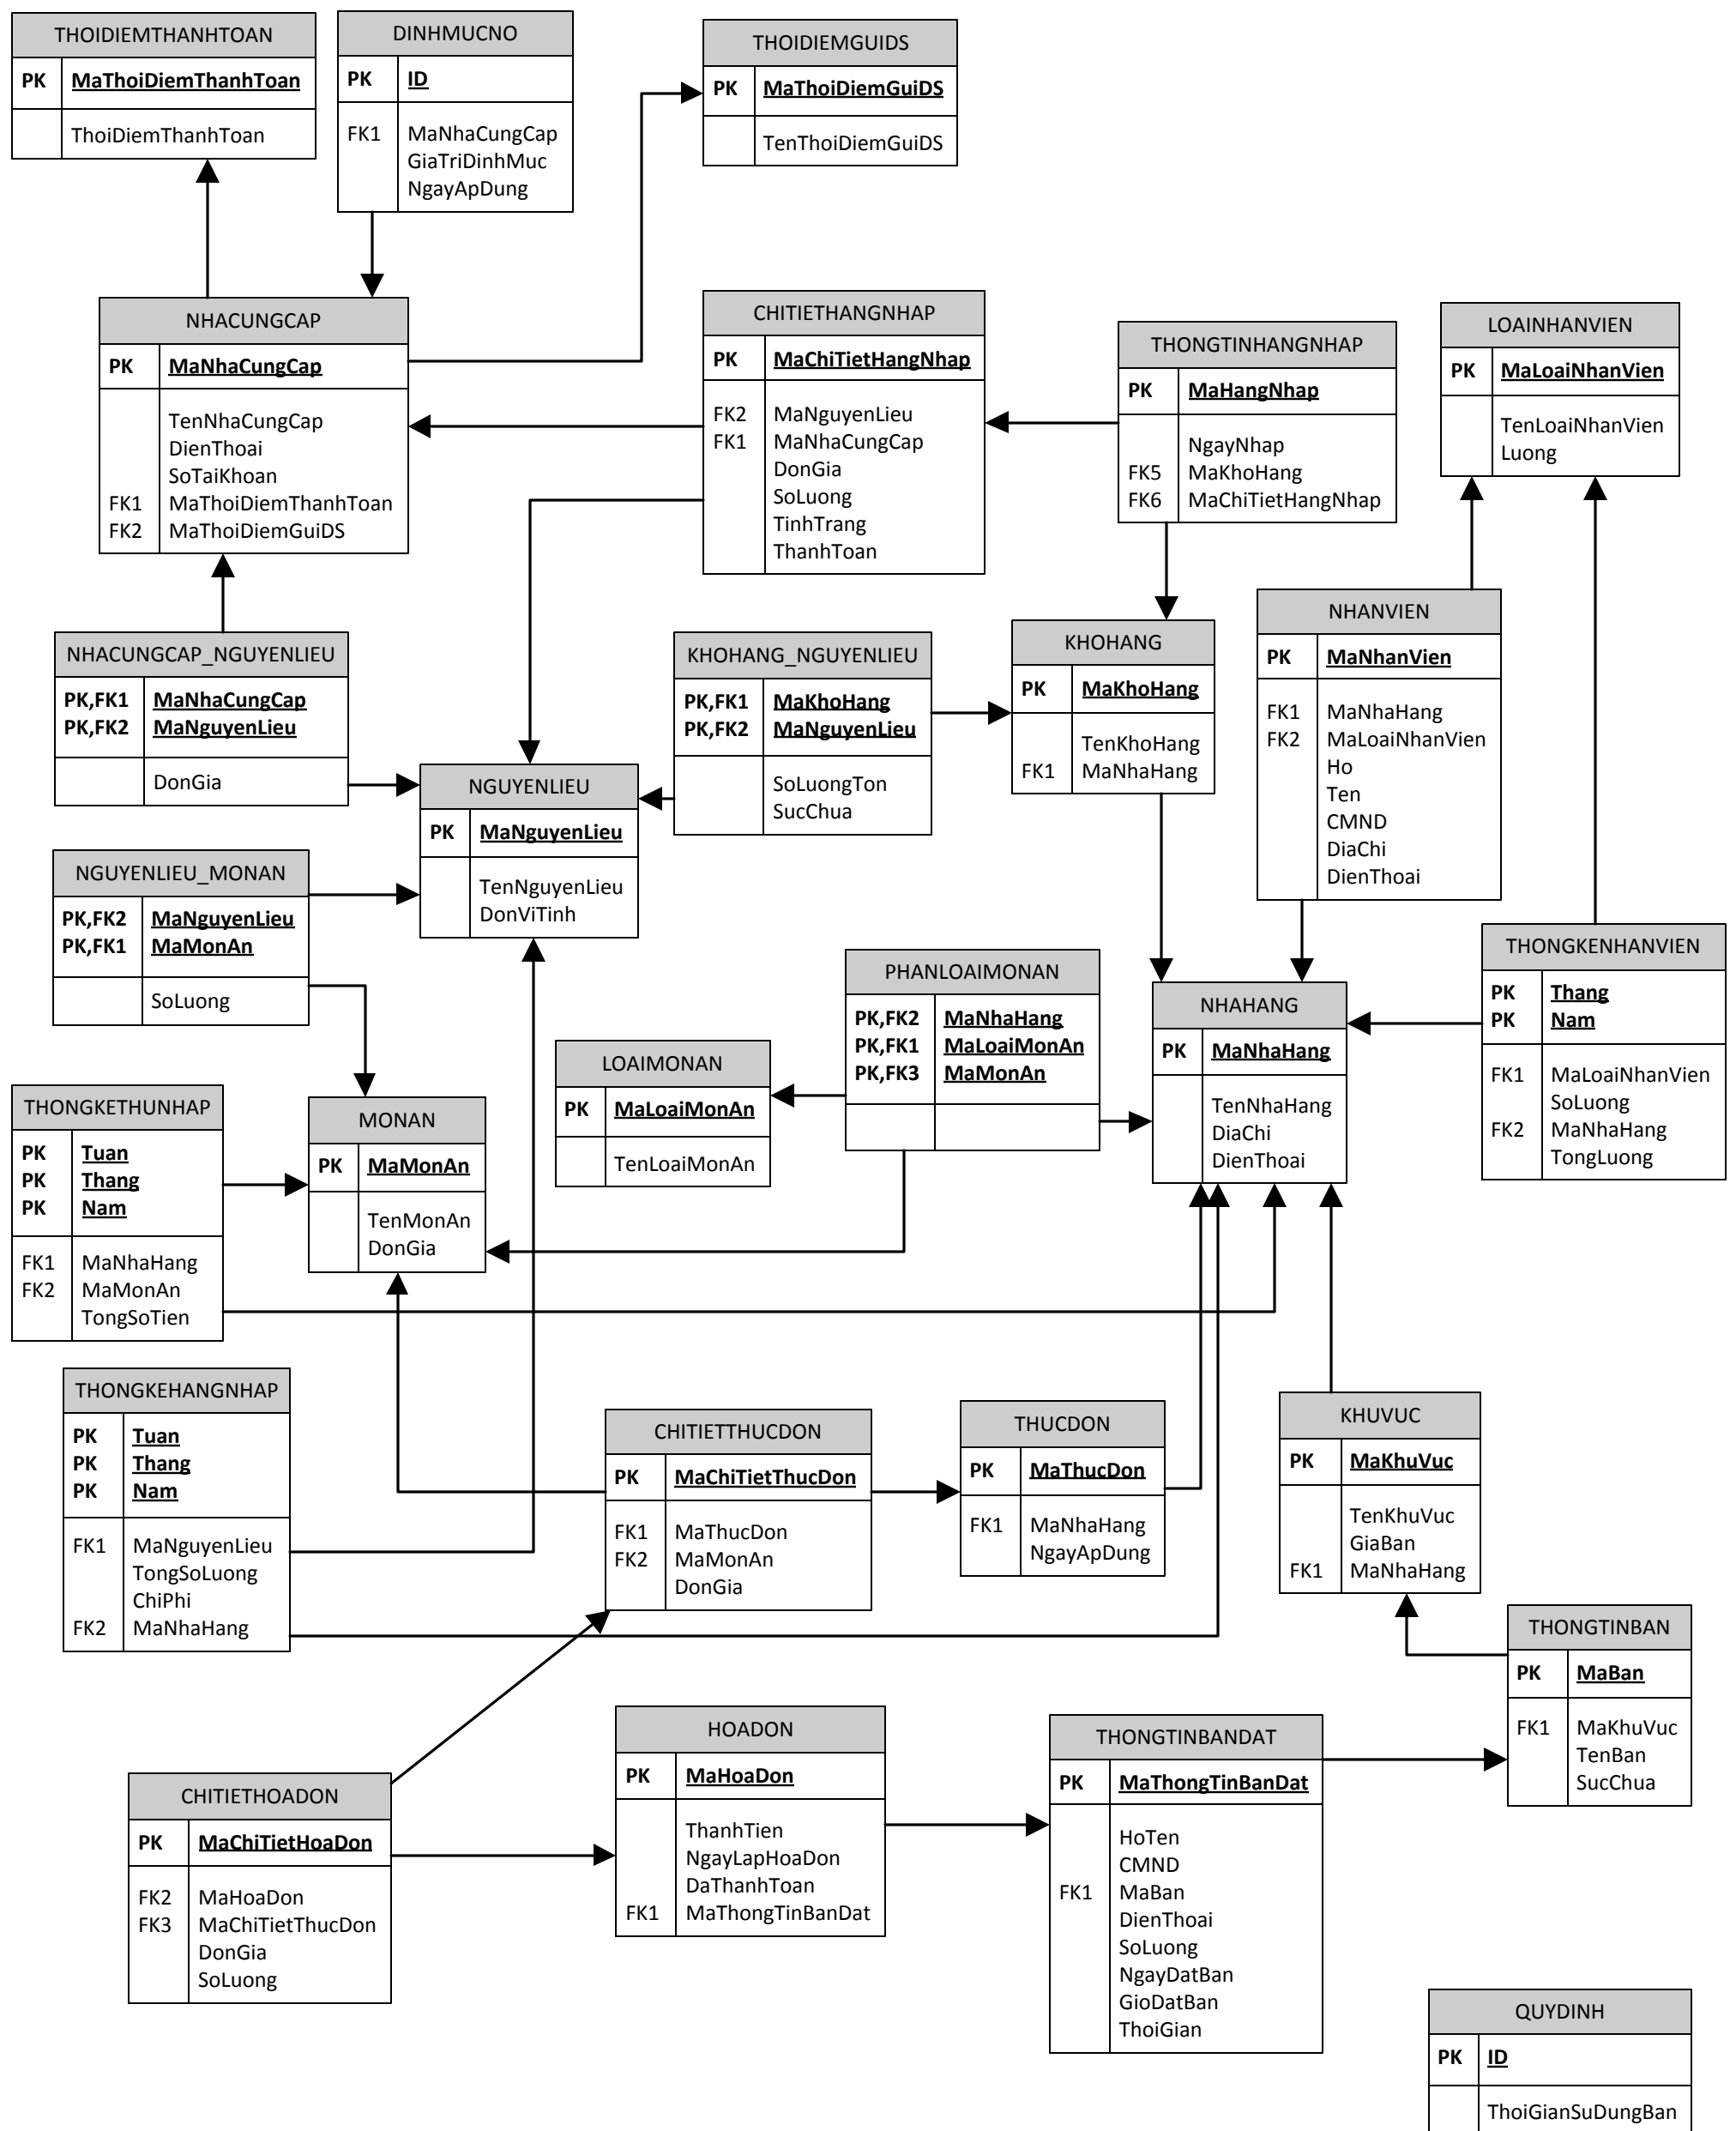 THOIDIEMTHANHTOAN
PK MaThoiDiemThanhToan
ThoiDiemThanhToan
DINHMUCNO
PK ID
FK1 MaNhaCungCap
GiaTriDinhMuc
NgayApDung
THOIDIEMGUIDS
PK MaThoiDiemGuiDS
TenThoiDiemGuiDS
NHACUNGCAP
PK MaNhaCungCap
TenNhaCungCap
DienThoai
SoTaiKhoan
FK1 MaThoiDiemThanhToan
FK2 MaThoiDiemGuiDS
CHITIETHANGNHAP
PK MaChiTietHangNhap
FK2 MaNguyenLieu
FK1 MaNhaCungCap
DonGia
SoLuong
TinhTrang
ThanhToan
THONGTINHANGNHAP
PK MaHangNhap
NgayNhap
FK5 MaKhoHang
FK6 MaChiTietHangNhap
LOAINHANVIEN
PK MaLoaiNhanVien
TenLoaiNhanVien
Luong
NHACUNGCAP_NGUYENLIEU
PK,FK1 MaNhaCungCap
PK,FK2 MaNguyenLieu
DonGia
KHOHANG_NGUYENLIEU
PK,FK1 MaKhoHang
PK,FK2 MaNguyenLieu
SoLuongTon
SucChua
KHOHANG
PK MaKhoHang
TenKhoHang
FK1 MaNhaHang
NHANVIEN
PK MaNhanVien
FK1 MaNhaHang
FK2 MaLoaiNhanVien
Ho
Ten
CMND
DiaChi
DienThoai
NGUYENLIEU
PK MaNguyenLieu
TenNguyenLieu
DonViTinh
NGUYENLIEU_MONAN
PK,FK2 MaNguyenLieu
PK,FK1 MaMonAn
SoLuong
PHANLOAIMONAN
PK,FK2 MaNhaHang
PK,FK1 MaLoaiMonAn
PK,FK3 MaMonAn
NHAHANG
PK MaNhaHang
TenNhaHang
DiaChi
DienThoai
THONGKENHANVIEN
PK Thang
PK Nam
FK1 MaLoaiNhanVien
SoLuong
FK2 MaNhaHang
TongLuong
LOAIMONAN
PK MaLoaiMonAn
TenLoaiMonAn
THONGKETHUNHAP
PK Tuan
PK Thang
PK Nam
FK1 MaNhaHang
FK2 MaMonAn
TongSoTien
MONAN
PK MaMonAn
TenMonAn
DonGia
THONGKEHANGNHAP
PK Tuan
PK Thang
PK Nam
FK1 MaNguyenLieu
TongSoLuong
ChiPhi
FK2 MaNhaHang
CHITIETTHUCDON
PK MaChiTietThucDon
FK1 MaThucDon
FK2 MaMonAn
DonGia
THUCDON
PK MaThucDon
FK1 MaNhaHang
NgayApDung
KHUVUC
PK MaKhuVuc
TenKhuVuc
GiaBan
FK1 MaNhaHang
THONGTINBAN
PK MaBan
FK1 MaKhuVuc
TenBan
SucChua
HOADON
PK MaHoaDon
ThanhTien
NgayLapHoaDon
DaThanhToan
FK1 MaThongTinBanDat
THONGTINBANDAT
PK MaThongTinBanDat
HoTen
CMND
FK1 MaBan
DienThoai
SoLuong
NgayDatBan
GioDatBan
ThoiGian
CHITIETHOADON
PK MaChiTietHoaDon
FK2 MaHoaDon
FK3 MaChiTietThucDon
DonGia
SoLuong
QUYDINH
PK ID
ThoiGianSuDungBan